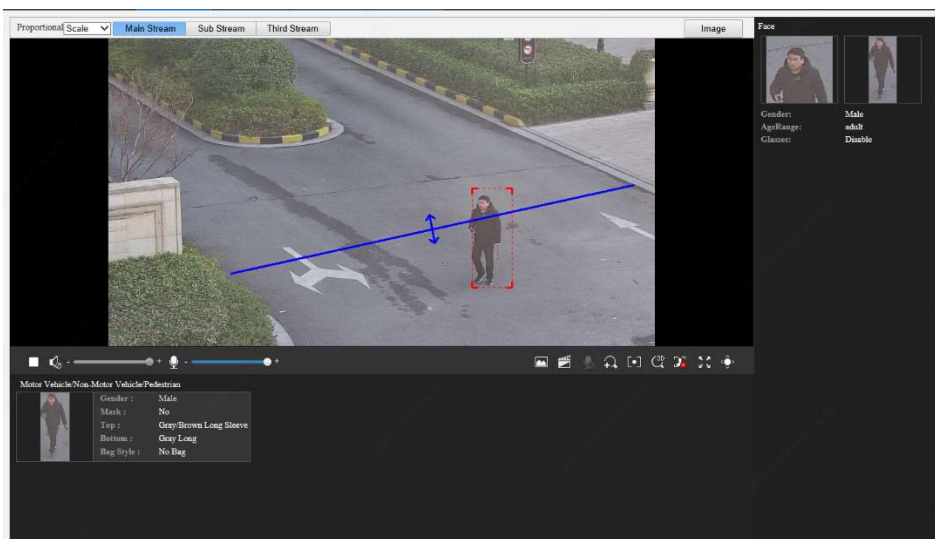 Proportional Scale Main Stream Sub Stream Third Stream Image
Face
Gender: Male
AgeRange: adult
Glasses: Disable
- + - +
3D
Motor Vehicle/Non-Motor Vehicle/Pedestrian
Gender : Male
Mask : No
Top : Gray/Brown Long Sleeve
Bottom : Gray Long
Bag Style : No Bag